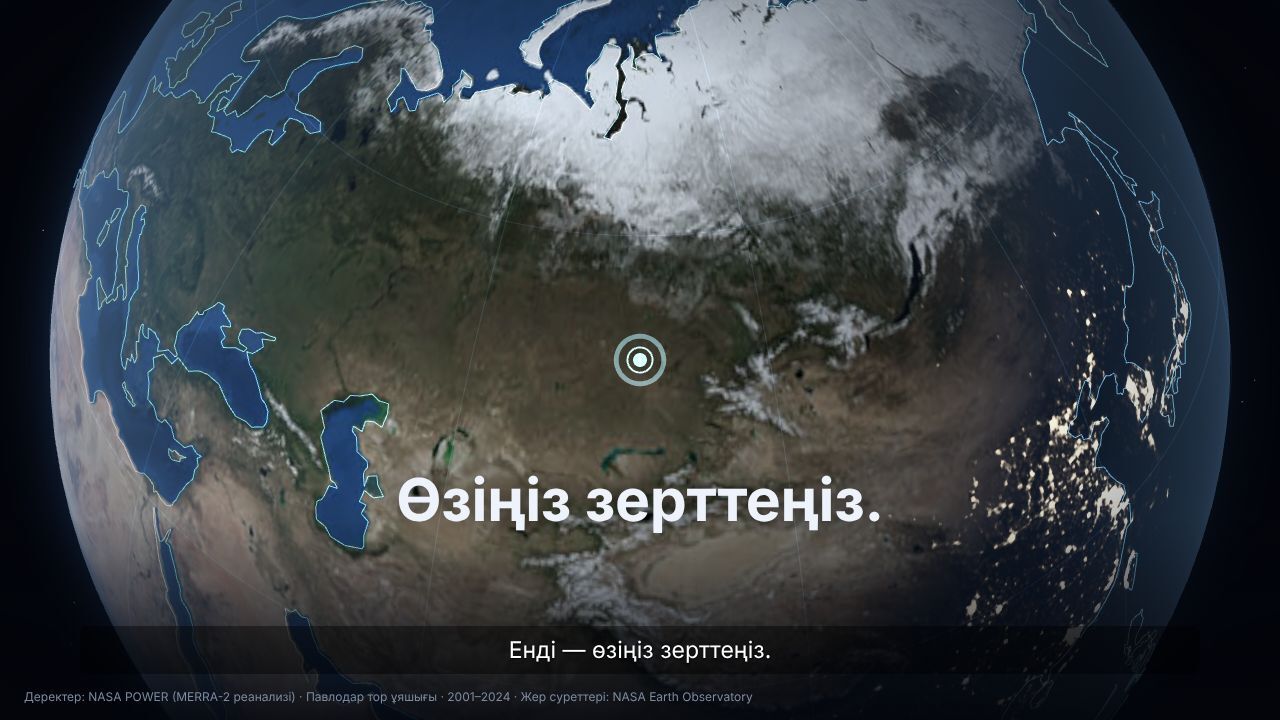 Өзіңіз зерттеңіз.
Енді — өзіңіз зерттеңіз.
Деректер: NASA POWER (MERRA-2 реанализі) · Павлодар тор ұяшығы · 2001–2024 · Жер суреттері: NASA Earth Observatory